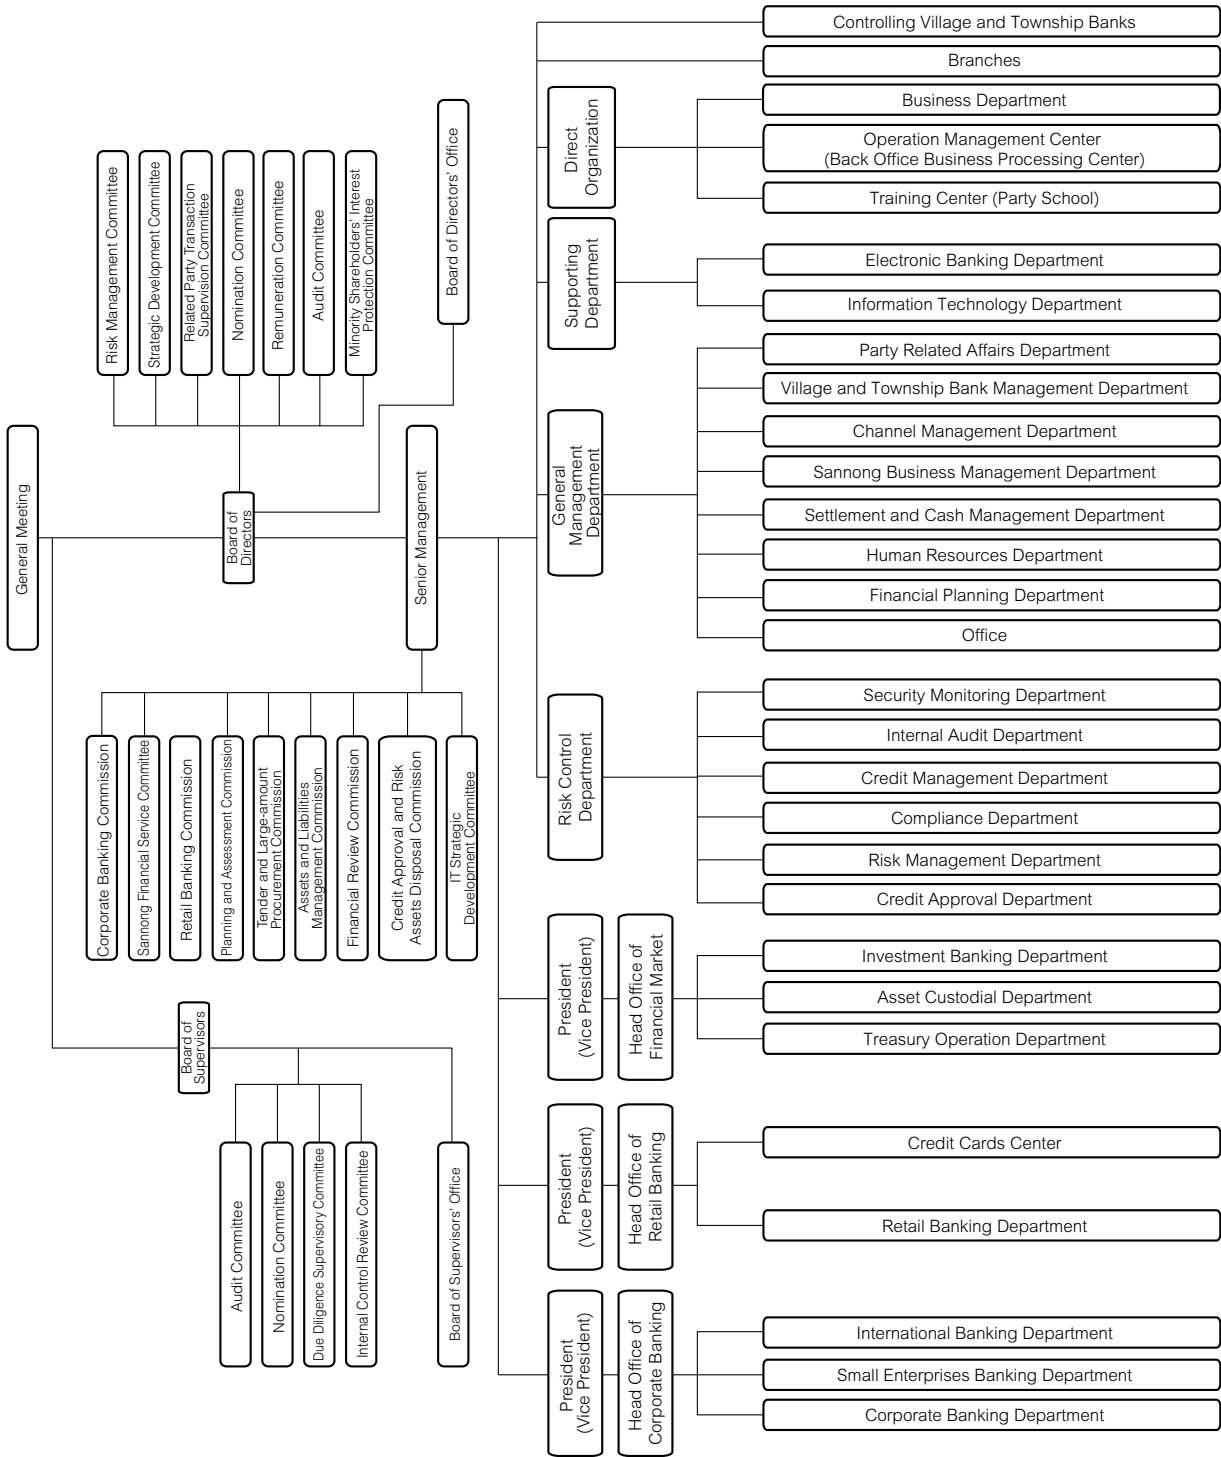 General Meeting
Risk Management Committee
Strategic Development Committee
Related Party Transaction
Supervision Committee
Nomination Committee
Remuneration Committee
Audit Committee
Minority Shareholders' Interest
Protection Committee
Board of Directors' Office
Board of
Directors
Senior Management
Corporate Banking Commission
Sannong Financial Service Committee
Retail Banking Commission
Planning and Assessment Commission
Tender and Large-amount
Procurement Commission
Assets and Liabilities
Management Commission
Financial Review Commission
Credit Approval and Risk
Assets Disposal Commission
IT Strategic
Development Committee
Board of
Supervisors
Audit Committee
Nomination Committee
Due Diligence Supervisory Committee
Internal Control Review Committee
Board of Supervisors' Office
Controlling Village and Township Banks
Branches
Direct
Organization
Business Department
Operation Management Center
(Back Office Business Processing Center)
Training Center (Party School)
Supporting
Department
Electronic Banking Department
Information Technology Department
General
Management
Department
Party Related Affairs Department
Village and Township Bank Management Department
Channel Management Department
Sannong Business Management Department
Settlement and Cash Management Department
Human Resources Department
Financial Planning Department
Office
Risk Control
Department
Security Monitoring Department
Internal Audit Department
Credit Management Department
Compliance Department
Risk Management Department
Credit Approval Department
President
(Vice President)
Head Office of
Financial Market
Investment Banking Department
Asset Custodial Department
Treasury Operation Department
President
(Vice President)
Head Office of
Retail Banking
Credit Cards Center
Retail Banking Department
President
(Vice President)
Head Office of
Corporate Banking
International Banking Department
Small Enterprises Banking Department
Corporate Banking Department